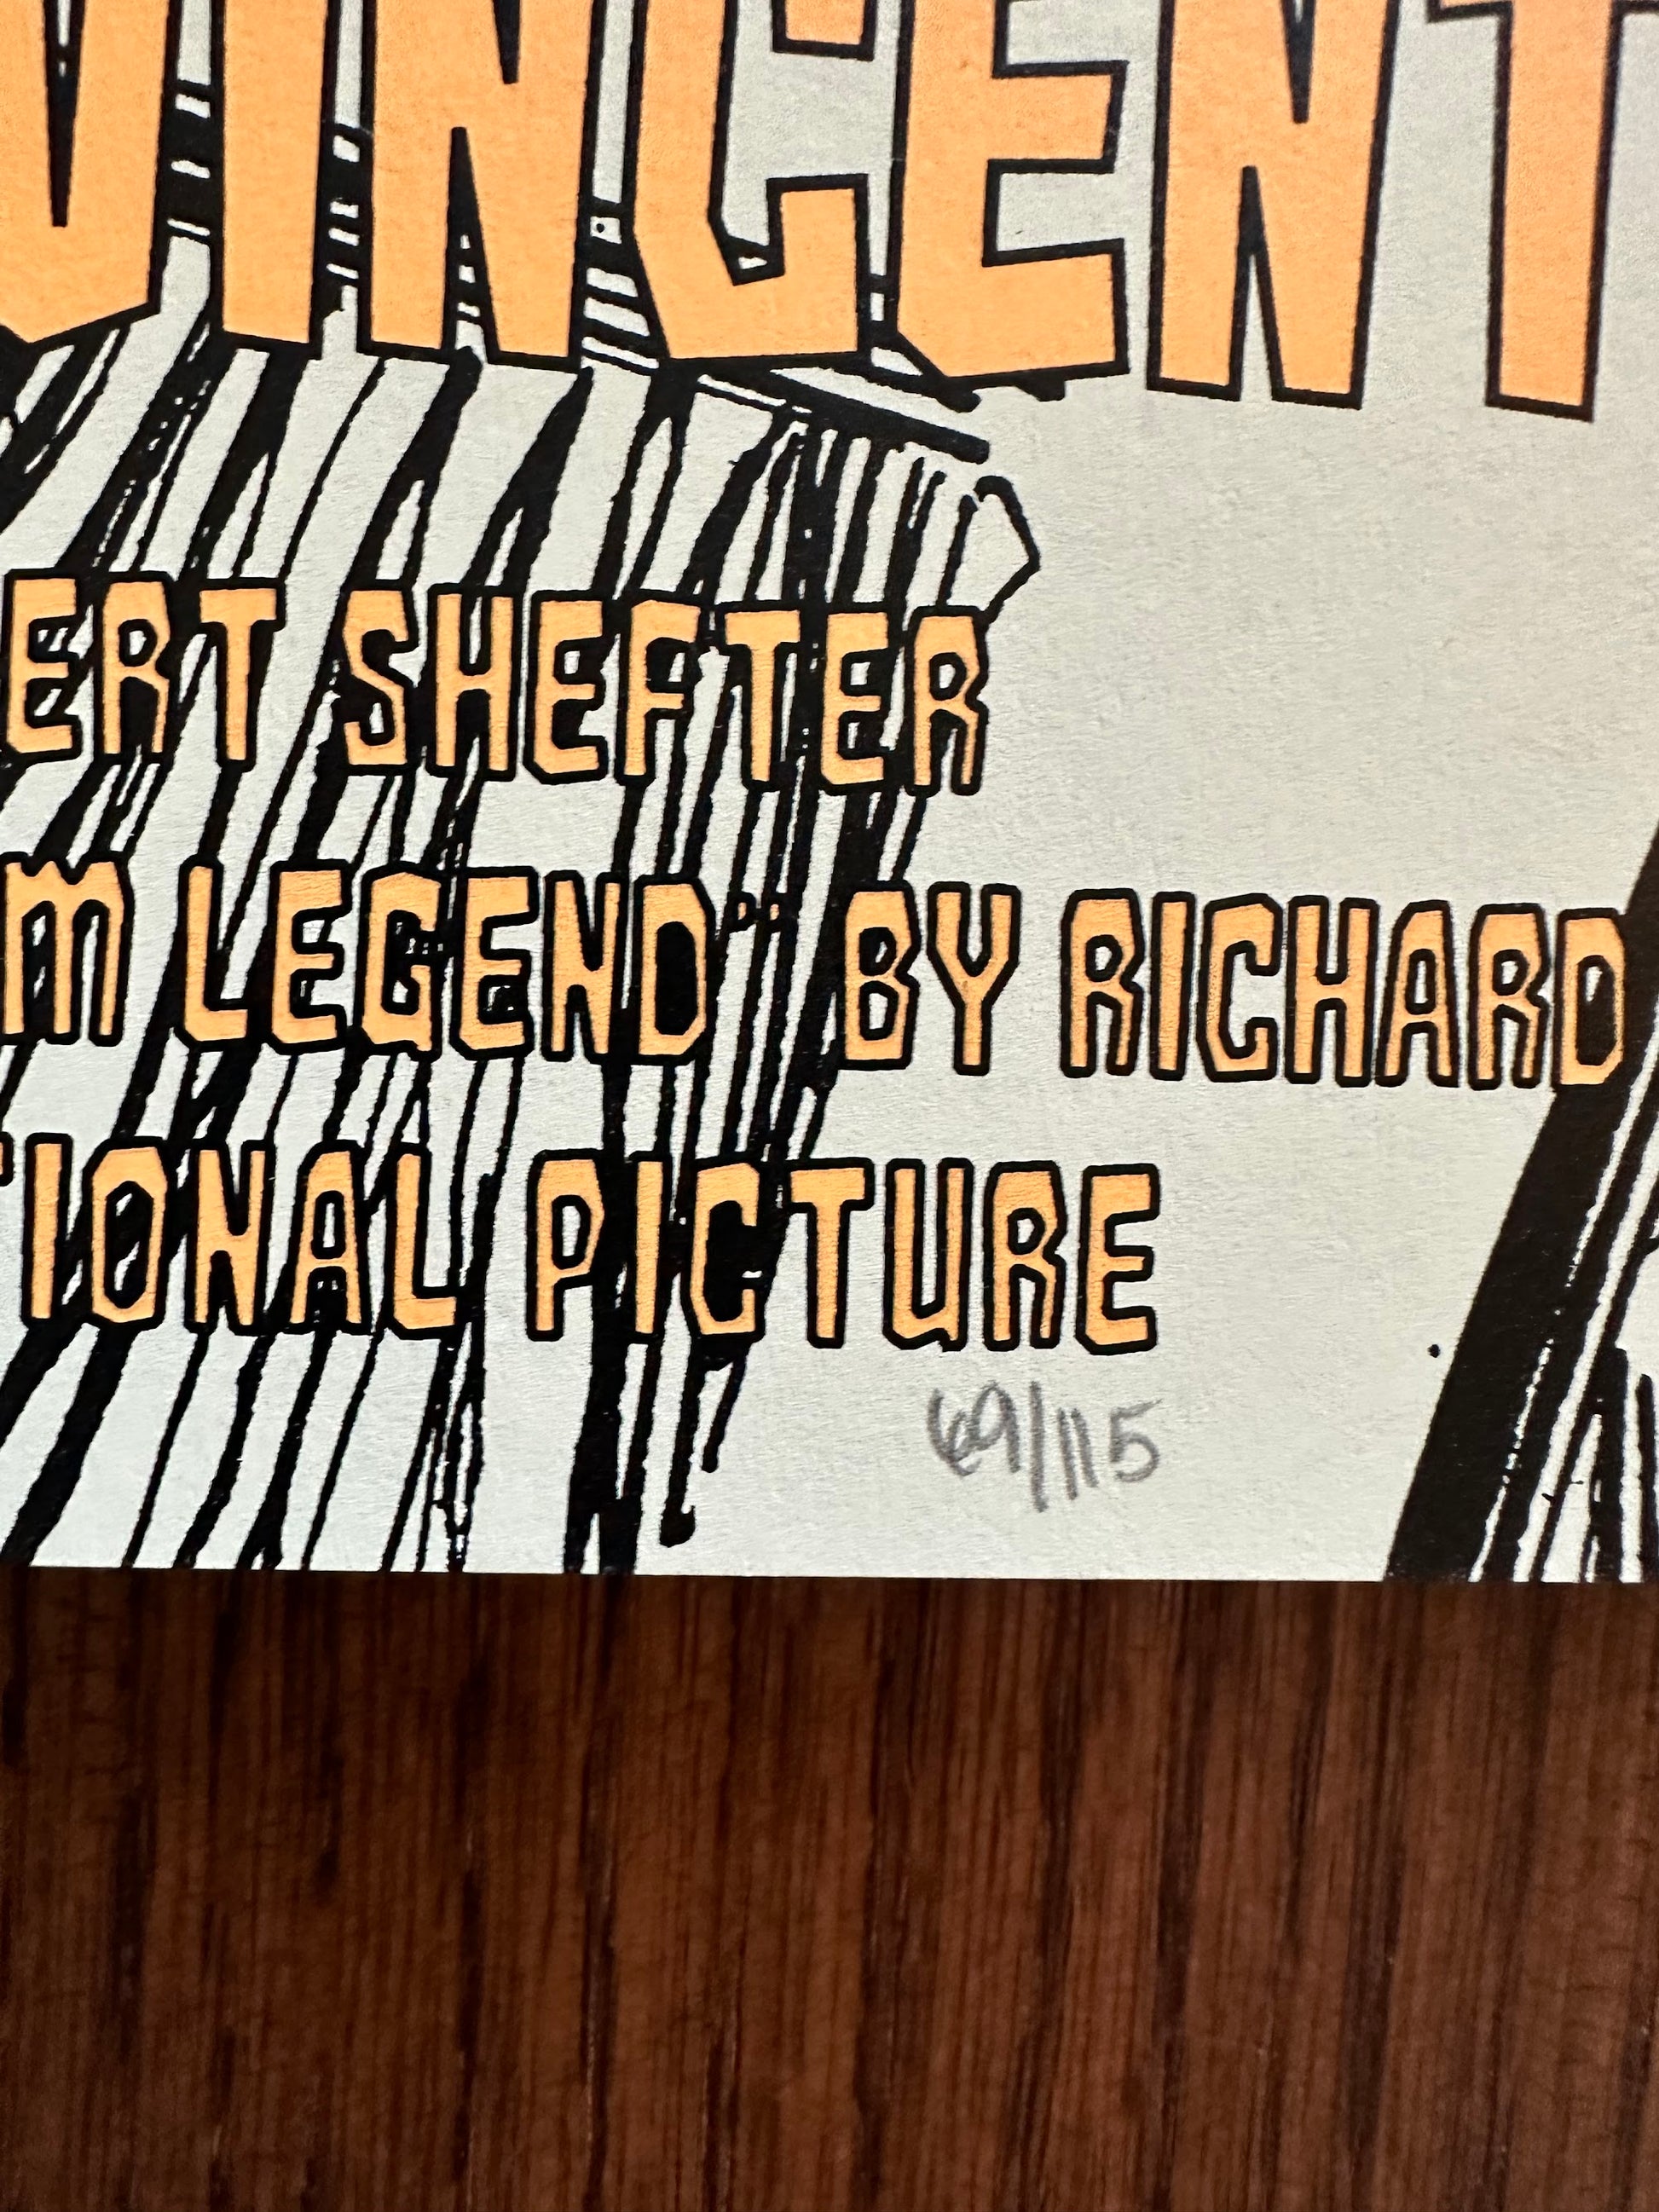 VINCENT
ERT SHEFTER
M LEGEND" BY RICHARD
TIONAL PICTURE
69/115